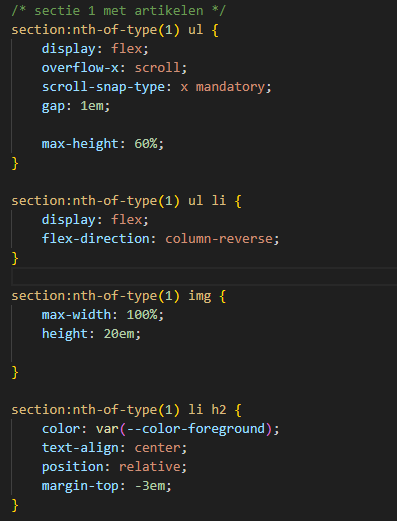 /* sectie 1 met artikelen */
section:nth-of-type(1) ul {
    display: flex;
    overflow-x: scroll;
    scroll-snap-type: x mandatory;
    gap: 1em;

    max-height: 60%;
}

section:nth-of-type(1) ul li {
    display: flex;
    flex-direction: column-reverse;
}

section:nth-of-type(1) img {
    max-width: 100%;
    height: 20em;

}

section:nth-of-type(1) li h2 {
    color: var(--color-foreground);
    text-align: center;
    position: relative;
    margin-top: -3em;
}